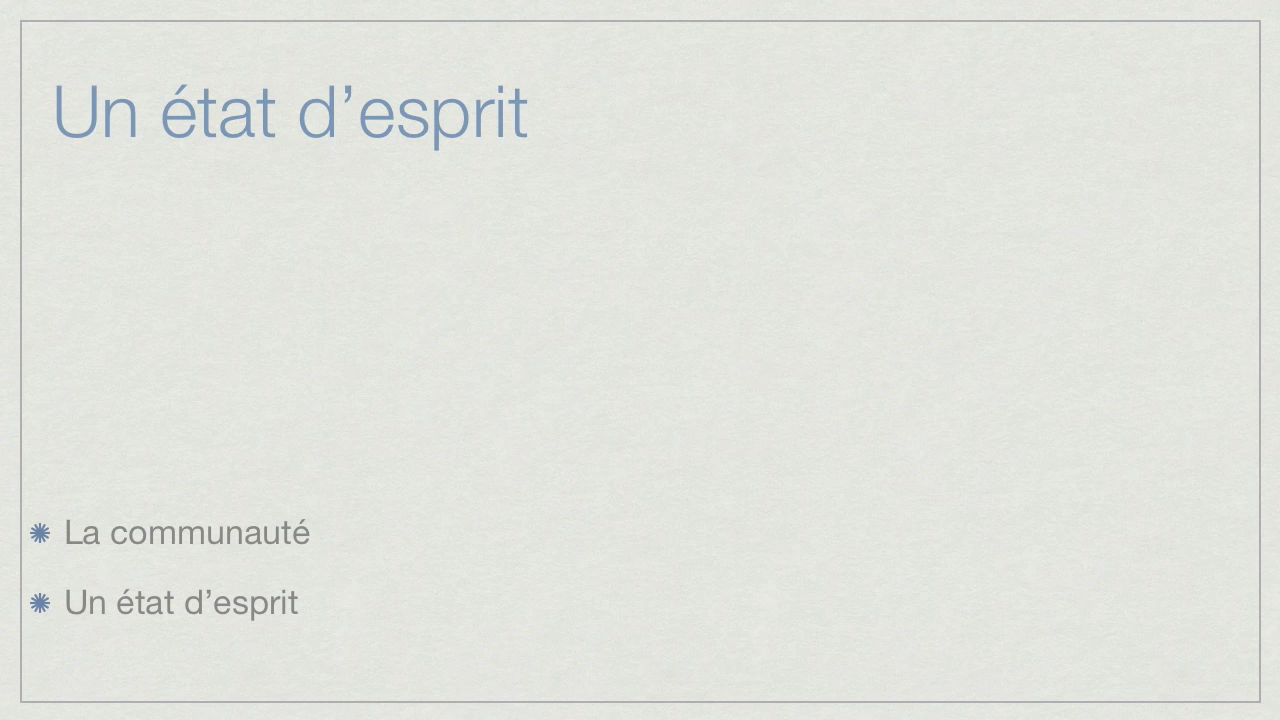 Un état d’esprit
La communauté
Un état d’esprit